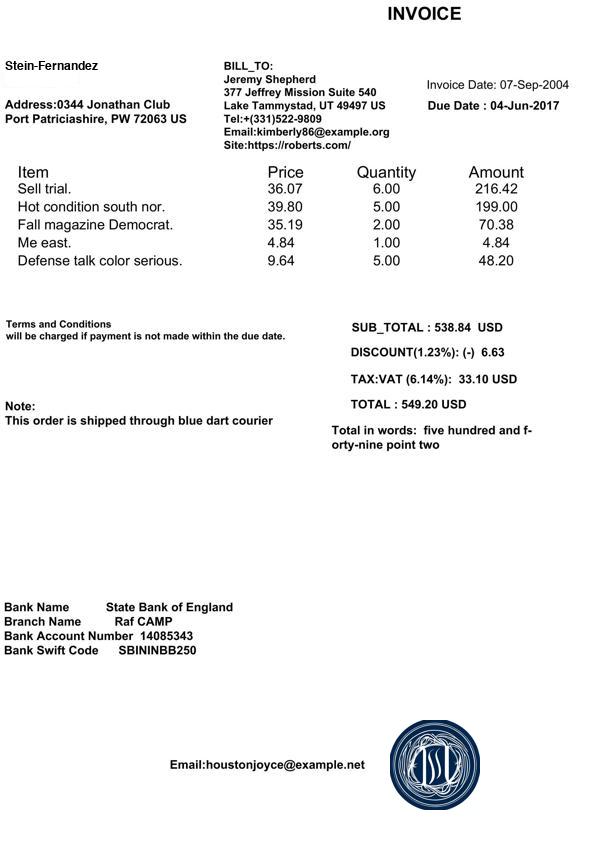 INVOICE
Stein-Fernandez
Address:0344 Jonathan Club
Port Patriciashire, PW 72063 US
BILL_TO:
Jeremy Shepherd
377 Jeffrey Mission Suite 540
Lake Tammystad, UT 49497 US
Tel:+(331)522-9809
Email:kimberly86@example.org
Site:https://roberts.com/
Invoice Date: 07-Sep-2004
Due Date : 04-Jun-2017
Item Price Quantity Amount
Sell trial. 36.07 6.00 216.42
Hot condition south nor. 39.80 5.00 199.00
Fall magazine Democrat. 35.19 2.00 70.38
Me east. 4.84 1.00 4.84
Defense talk color serious. 9.64 5.00 48.20
Terms and Conditions
will be charged if payment is not made within the due date.
SUB_TOTAL : 538.84 USD
DISCOUNT(1.23%): (-) 6.63
TAX:VAT (6.14%): 33.10 USD
TOTAL : 549.20 USD
Note:
This order is shipped through blue dart courier
Total in words: five hundred and f-
orty-nine point two
Bank Name State Bank of England
Branch Name Raf CAMP
Bank Account Number 14085343
Bank Swift Code SBININBB250
Email:houstonjoyce@example.net